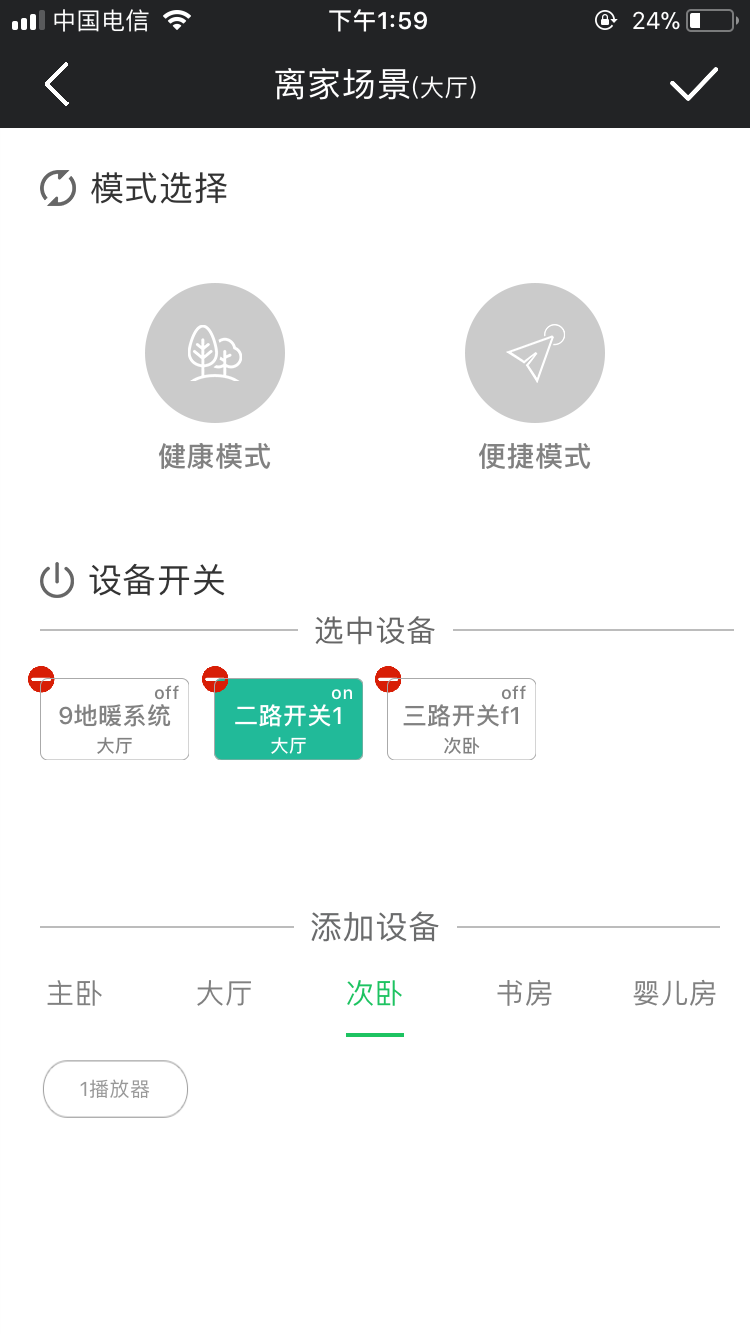 中国电信
下午1:59
24%
离家场景(大厅)
模式选择
健康模式
便捷模式
设备开关
选中设备
off
9地暖系统
大厅
on
二路开关1
大厅
off
三路开关f1
次卧
添加设备
主卧
大厅
次卧
书房
婴儿房
1播放器